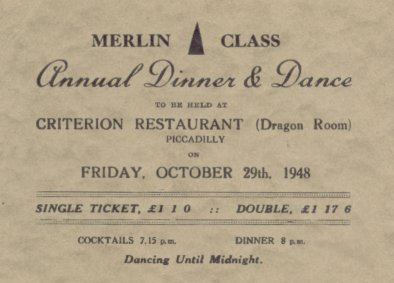 MERLIN CLASS
Annual Dinner & Dance
TO BE HELD AT
CRITERION RESTAURANT (Dragon Room)
PICCADILLY
ON
FRIDAY, OCTOBER 29th, 1948
SINGLE TICKET, £1 1 0 :: DOUBLE, £1 17 6
COCKTAILS 7.15 p.m. DINNER 8 p.m.
Dancing Until Midnight.